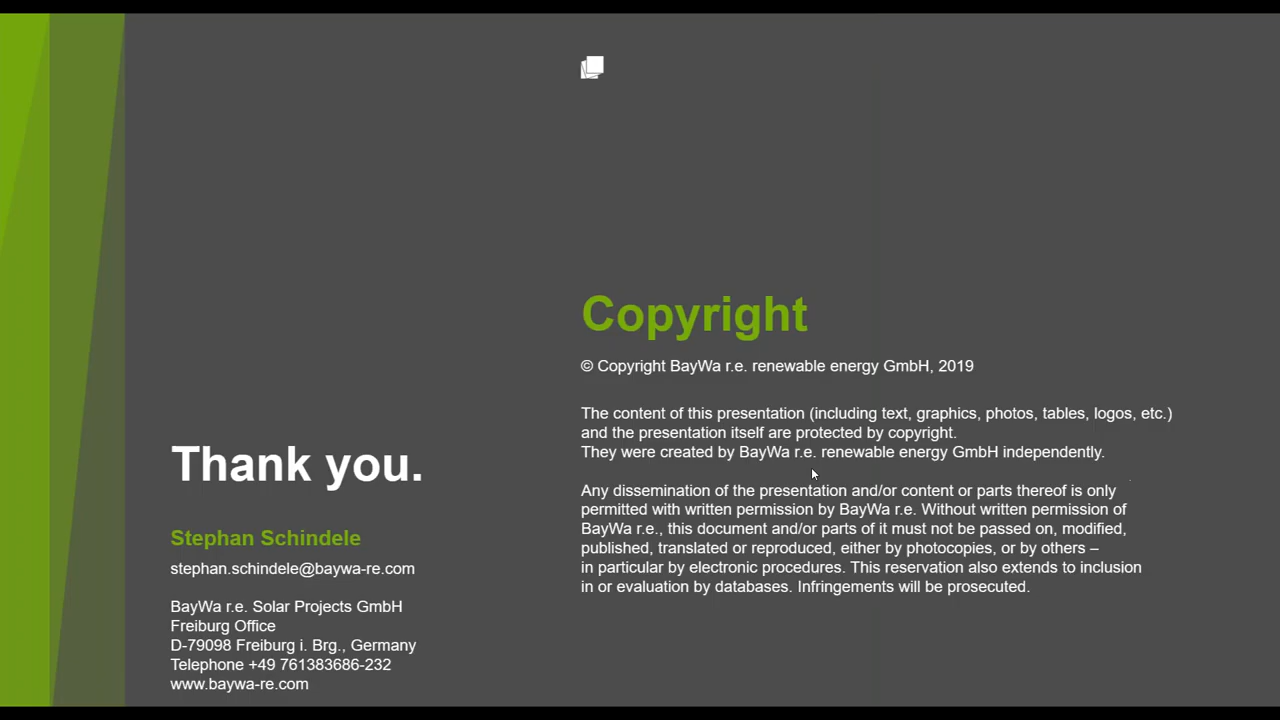 Thank you.
Stephan Schindele
stephan.schindele@baywa-re.com
BayWa r.e. Solar Projects GmbH
Freiburg Office
D-79098 Freiburg i. Brg., Germany
Telephone +49 761383686-232
www.baywa-re.com
Copyright
© Copyright BayWa r.e. renewable energy GmbH, 2019
The content of this presentation (including text, graphics, photos, tables, logos, etc.)
and the presentation itself are protected by copyright.
They were created by BayWa r.e. renewable energy GmbH independently.
Any dissemination of the presentation and/or content or parts thereof is only
permitted with written permission by BayWa r.e. Without written permission of
BayWa r.e., this document and/or parts of it must not be passed on, modified,
published, translated or reproduced, either by photocopies, or by others –
in particular by electronic procedures. This reservation also extends to inclusion
in or evaluation by databases. Infringements will be prosecuted.